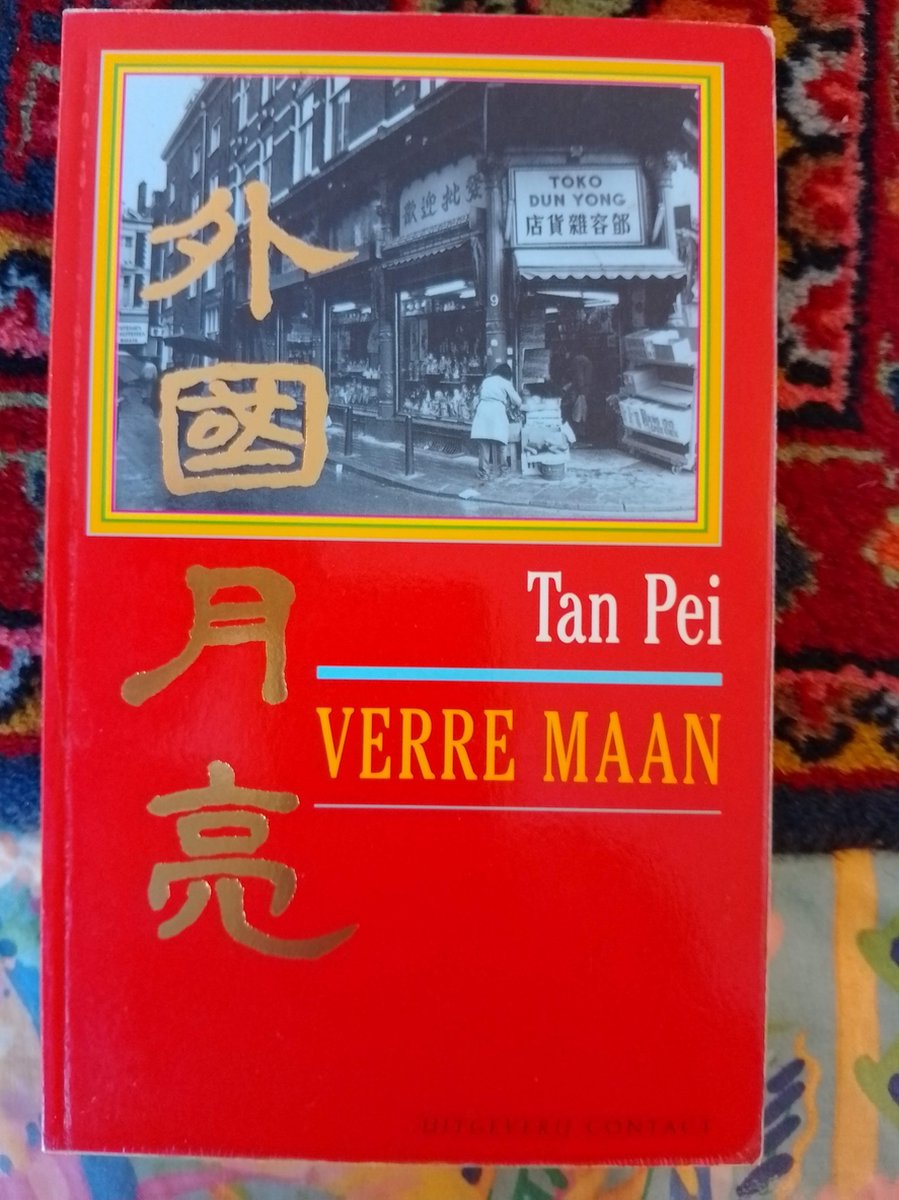 外國月亮
歡迎批發
TOKO
DUN YONG
店貨雜容鄧
9
Tan Pei
VERRE MAAN
UITGEVERIJ CONTACT